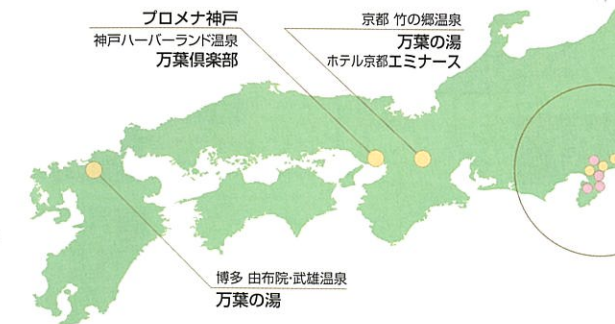 プロメナ神戸
神戸ハーバーランド温泉
万葉倶楽部
京都 竹の郷温泉
万葉の湯
ホテル京都エミナース
博多 由布院・武雄温泉
万葉の湯